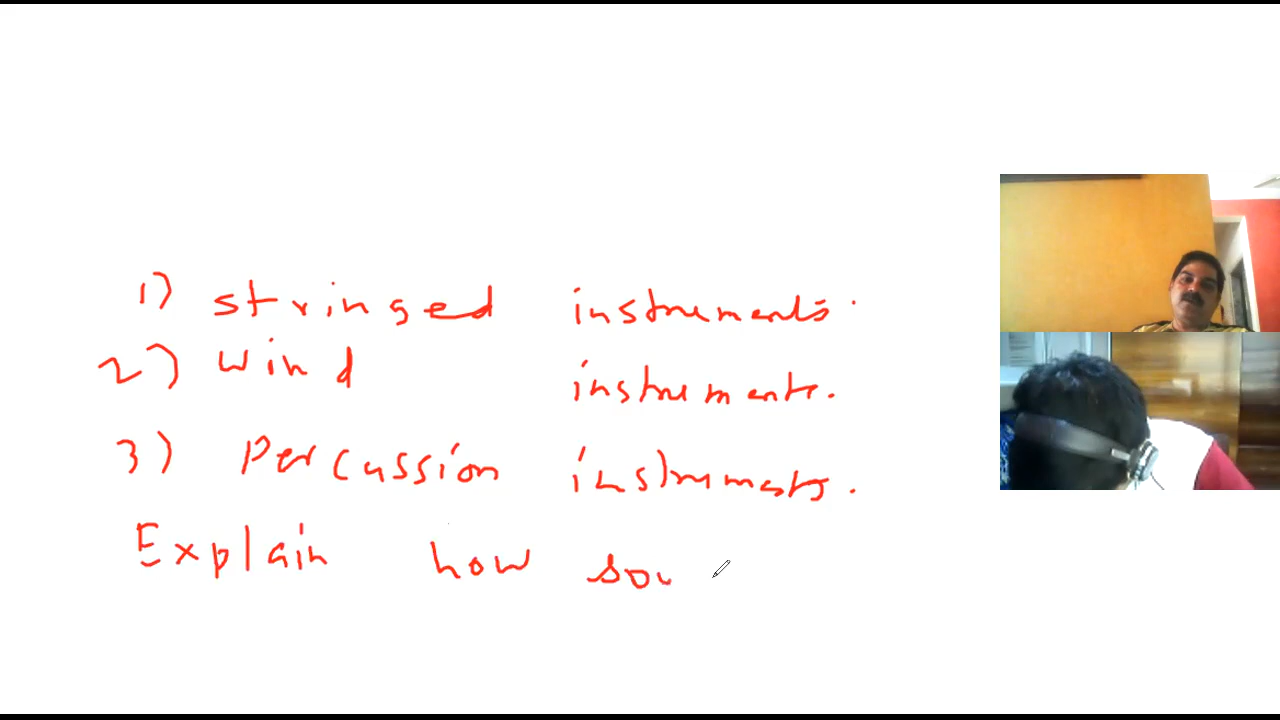 1) stringed instruments.
2) wind instruments.
3) Percussion instruments.
Explain how sou